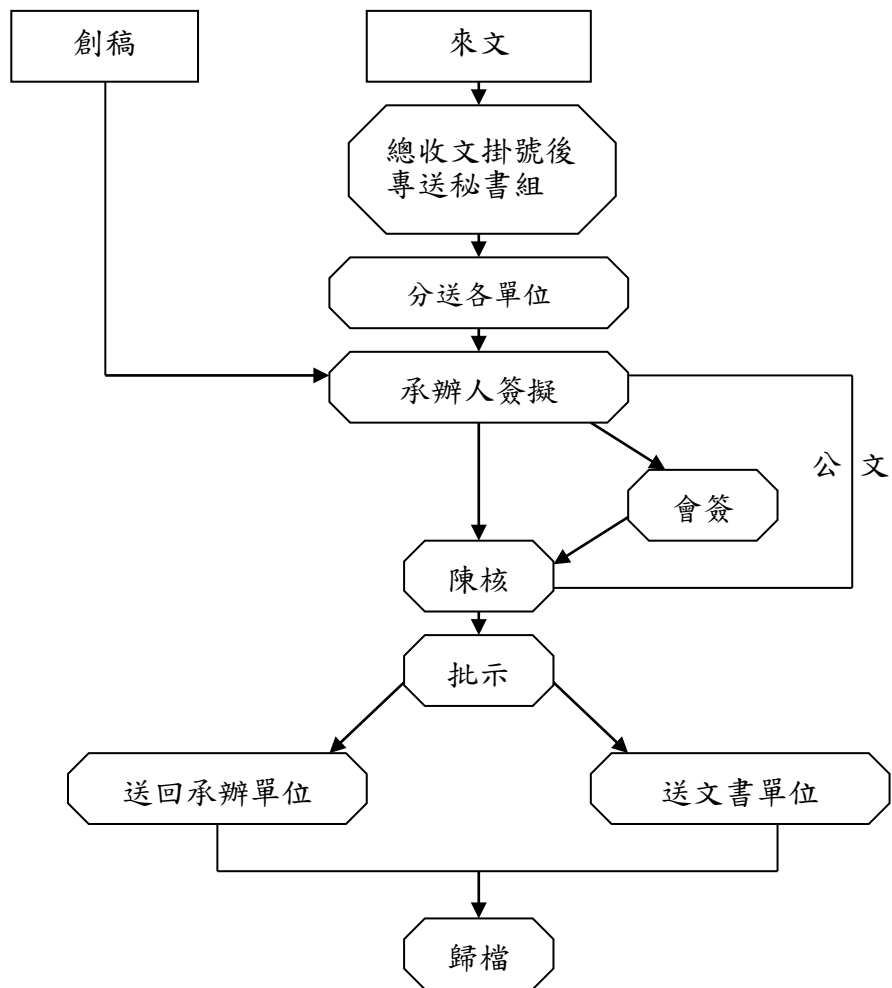 創稿
來文
總收文掛號後
專送秘書組
分送各單位
承辦人簽擬
公 文
會簽
陳核
批示
送回承辦單位
送文書單位
歸檔